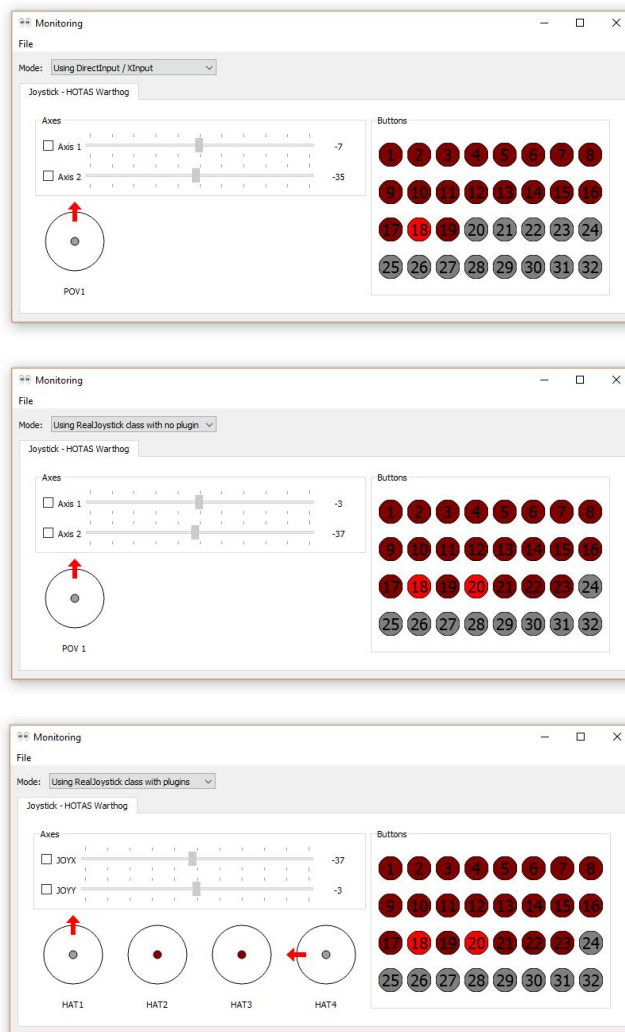 Monitoring
File
Mode: Using DirectInput / XInput
Joystick - HOTAS Warthog
Axes
Buttons
Axis 1 -7
Axis 2 -35
1 2 3 4 5 6 7 8
9 10 11 12 13 14 15 16
17 18 19 20 21 22 23 24
25 26 27 28 29 30 31 32
POV1
Monitoring
File
Mode: Using RealJoystick class with no plugin
Joystick - HOTAS Warthog
Axes
Buttons
Axis 1 -3
Axis 2 -37
1 2 3 4 5 6 7 8
9 10 11 12 13 14 15 16
17 18 19 20 21 22 23 24
25 26 27 28 29 30 31 32
POV 1
Monitoring
File
Mode: Using RealJoystick class with plugins
Joystick - HOTAS Warthog
Axes
Buttons
JOYX -37
JOYY -3
1 2 3 4 5 6 7 8
9 10 11 12 13 14 15 16
17 18 19 20 21 22 23 24
25 26 27 28 29 30 31 32
HAT1 HAT2 HAT3 HAT4